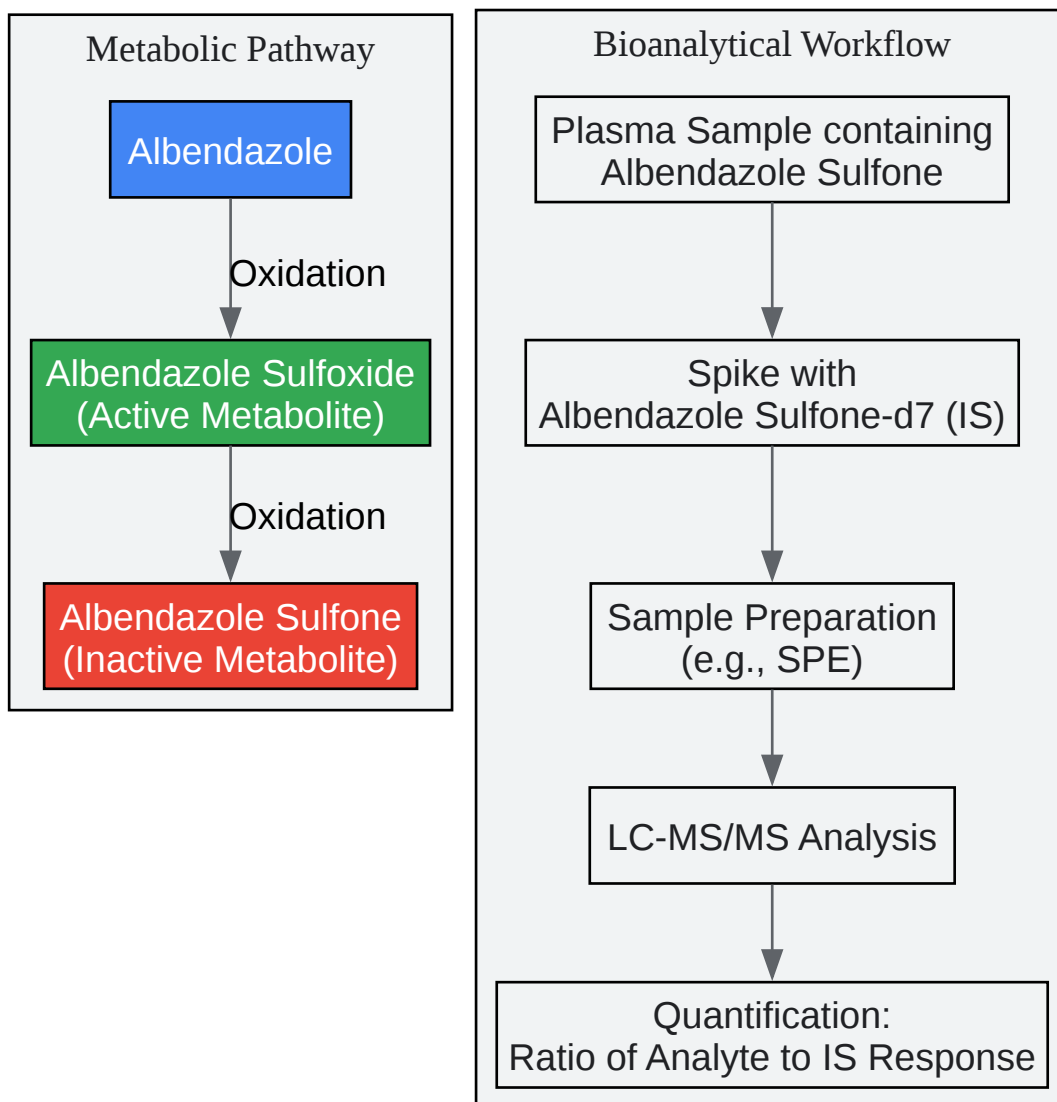 Metabolic Pathway
Albendazole
Oxidation
Albendazole Sulfoxide
(Active Metabolite)
Oxidation
Albendazole Sulfone
(Inactive Metabolite)
Bioanalytical Workflow
Plasma Sample containing
Albendazole Sulfone
Spike with
Albendazole Sulfone-d7 (IS)
Sample Preparation
(e.g., SPE)
LC-MS/MS Analysis
Quantification:
Ratio of Analyte to IS Response